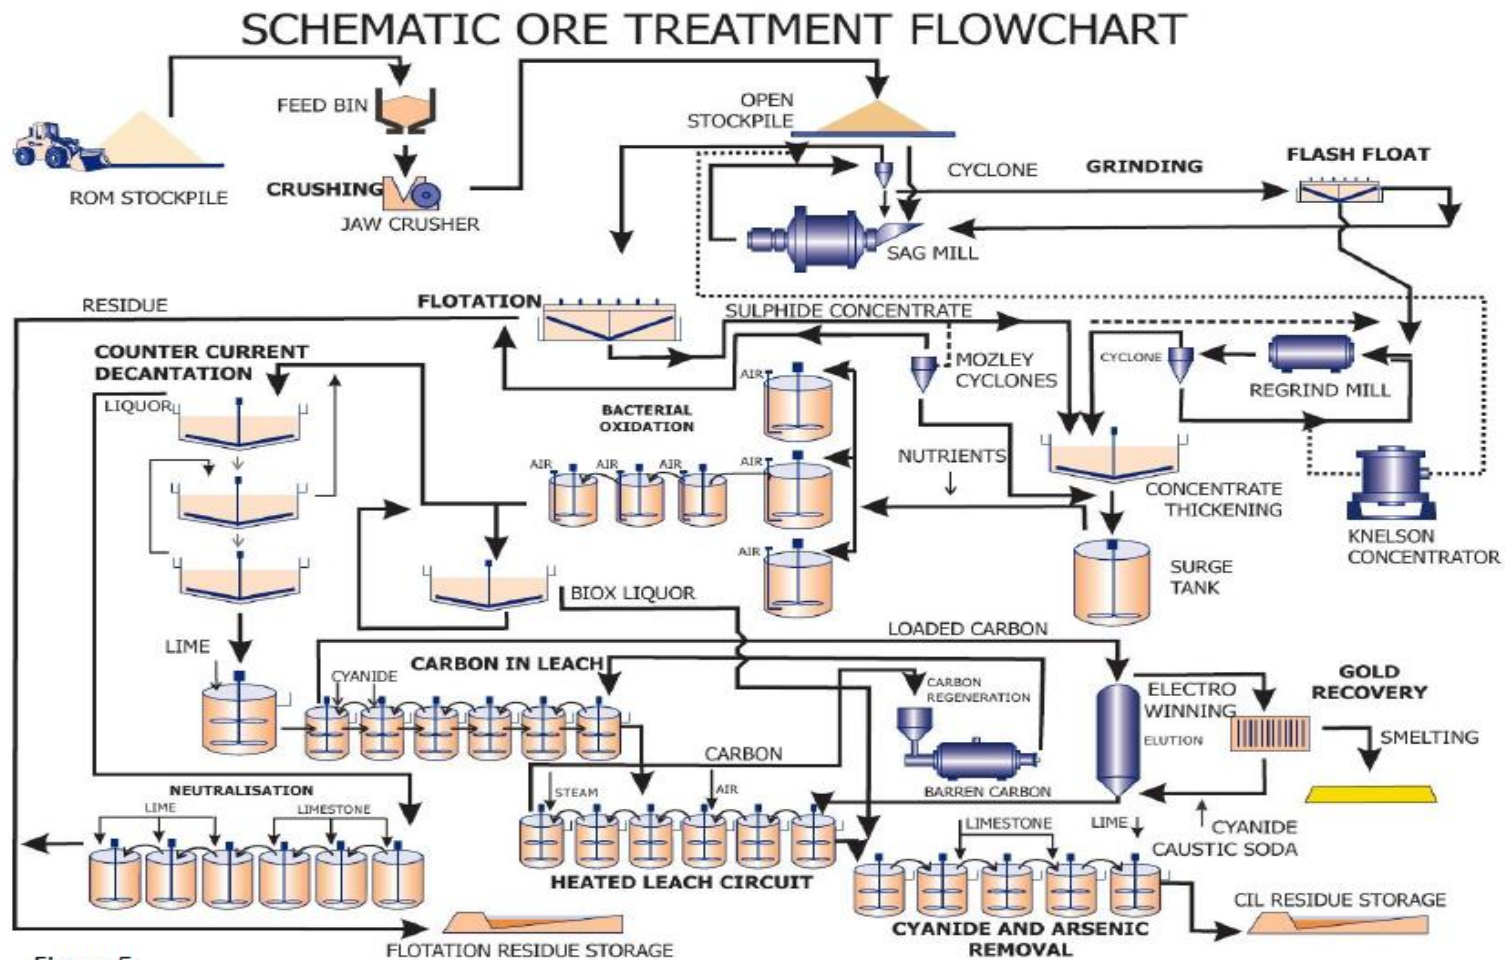 SCHEMATIC ORE TREATMENT FLOWCHART
FEED BIN
OPEN
STOCKPILE
ROM STOCKPILE
CRUSHING
JAW CRUSHER
CYCLONE
GRINDING
FLASH FLOAT
SAG MILL
RESIDUE
FLOTATION
SULPHIDE CONCENTRATE
COUNTER CURRENT
DECANTATION
LIQUOR
AIR
MOZLEY
CYCLONES
CYCLONE
REGRIND MILL
BACTERIAL
OXIDATION
NUTRIENTS
AIR
AIR
AIR
AIR
CONCENTRATE
THICKENING
KNELSON
CONCENTRATOR
AIR
SURGE
TANK
BIOX LIQUOR
LIME
LOADED CARBON
CARBON IN LEACH
CYANIDE
CARBON
REGENERATION
ELECTRO
WINNING
GOLD
RECOVERY
ELUTION
SMELTING
CARBON
STEAM
AIR
BARREN CARBON
NEUTRALISATION
LIME
LIMESTONE
LIMESTONE
LIME
CYANIDE
CAUSTIC SODA
HEATED LEACH CIRCUIT
CIL RESIDUE STORAGE
CYANIDE AND ARSENIC
REMOVAL
FLOTATION RESIDUE STORAGE